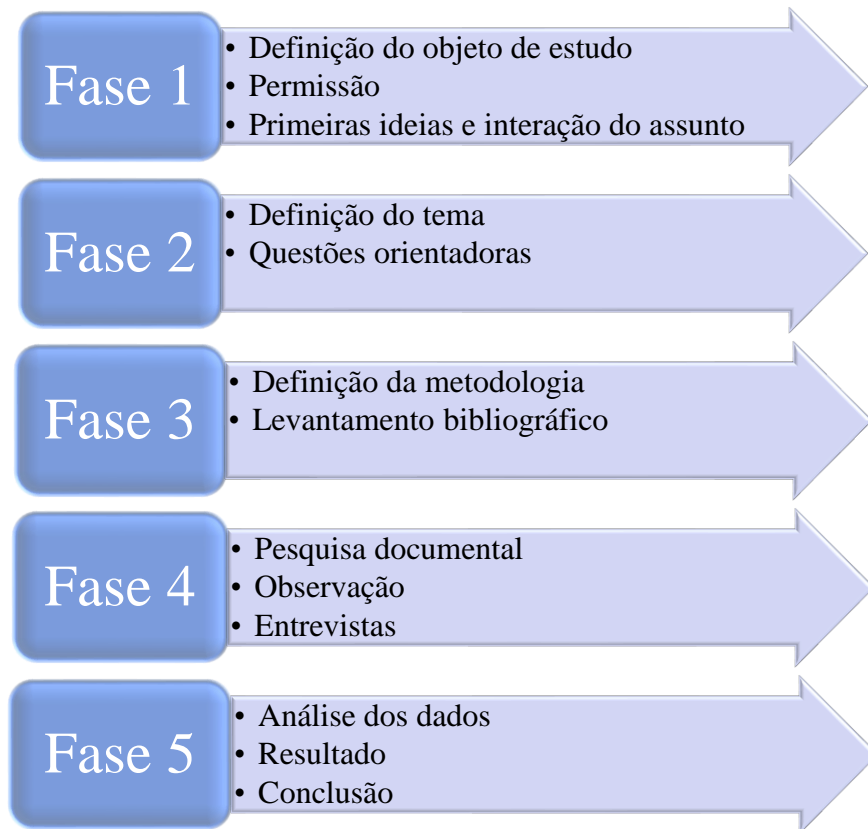 Fase 1
• Definição do objeto de estudo
• Permissão
• Primeiras ideias e interação do assunto
Fase 2
• Definição do tema
• Questões orientadoras
Fase 3
• Definição da metodologia
• Levantamento bibliográfico
Fase 4
• Pesquisa documental
• Observação
• Entrevistas
Fase 5
• Análise dos dados
• Resultado
• Conclusão